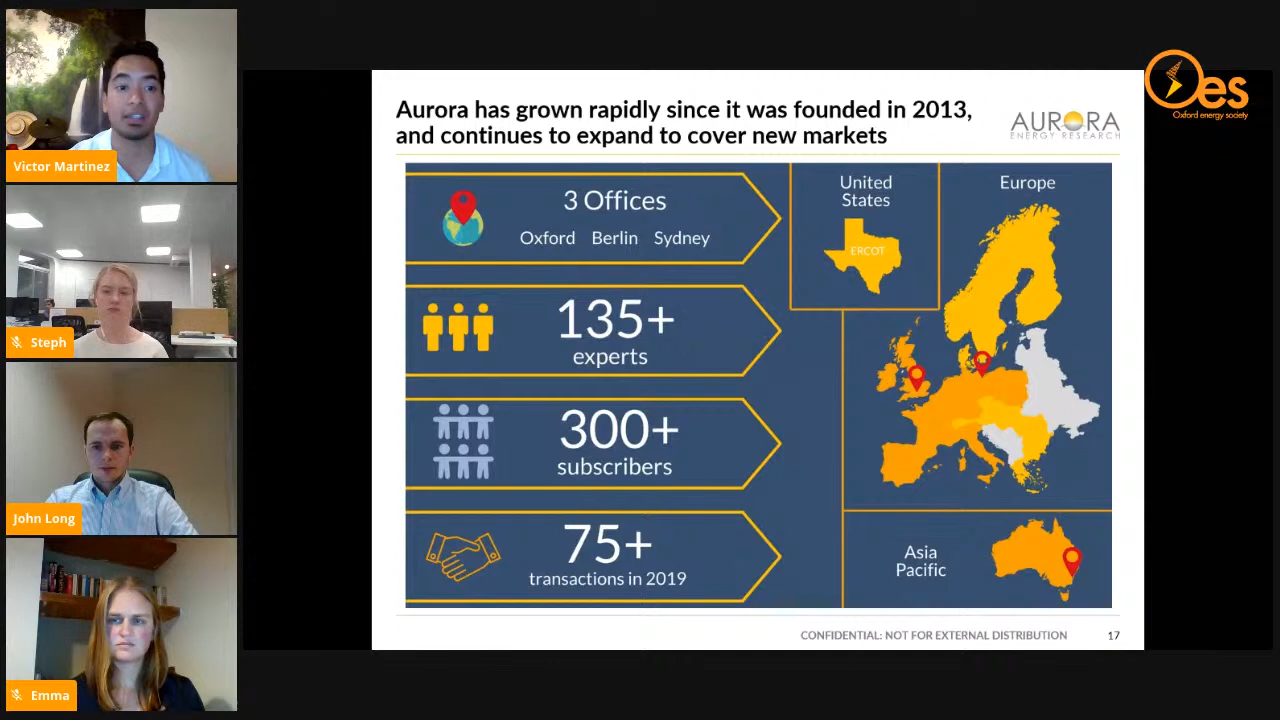 Victor Martinez
Steph
John Long
Emma
Aurora has grown rapidly since it was founded in 2013,
and continues to expand to cover new markets
AURORA
ENERGY RESEARCH
Oes
Oxford energy society
3 Offices
Oxford Berlin Sydney
135+
experts
300+
subscribers
75+
transactions in 2019
United
States
ERCOT
Europe
Asia
Pacific
CONFIDENTIAL: NOT FOR EXTERNAL DISTRIBUTION
17